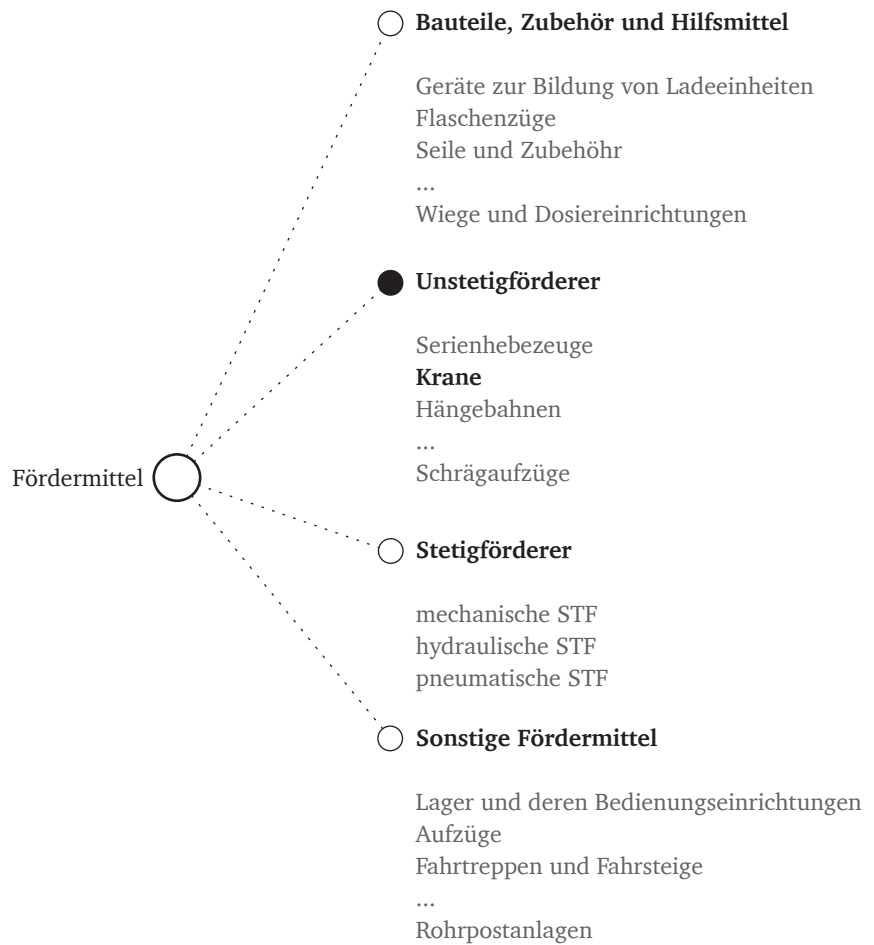 Bauteile, Zubehör und Hilfsmittel
Geräte zur Bildung von Ladeeinheiten
Flaschenzüge
Seile und Zubehöhr
...
Wiege und Dosiereinrichtungen
Unstetigförderer
Serienhebezeuge
Krane
Hängebahnen
...
Schrägaufzüge
Fördermittel
Stetigförderer
mechanische STF
hydraulische STF
pneumatische STF
Sonstige Fördermittel
Lager und deren Bedienungseinrichtungen
Aufzüge
Fahrtreppen und Fahrsteige
...
Rohrpostanlagen